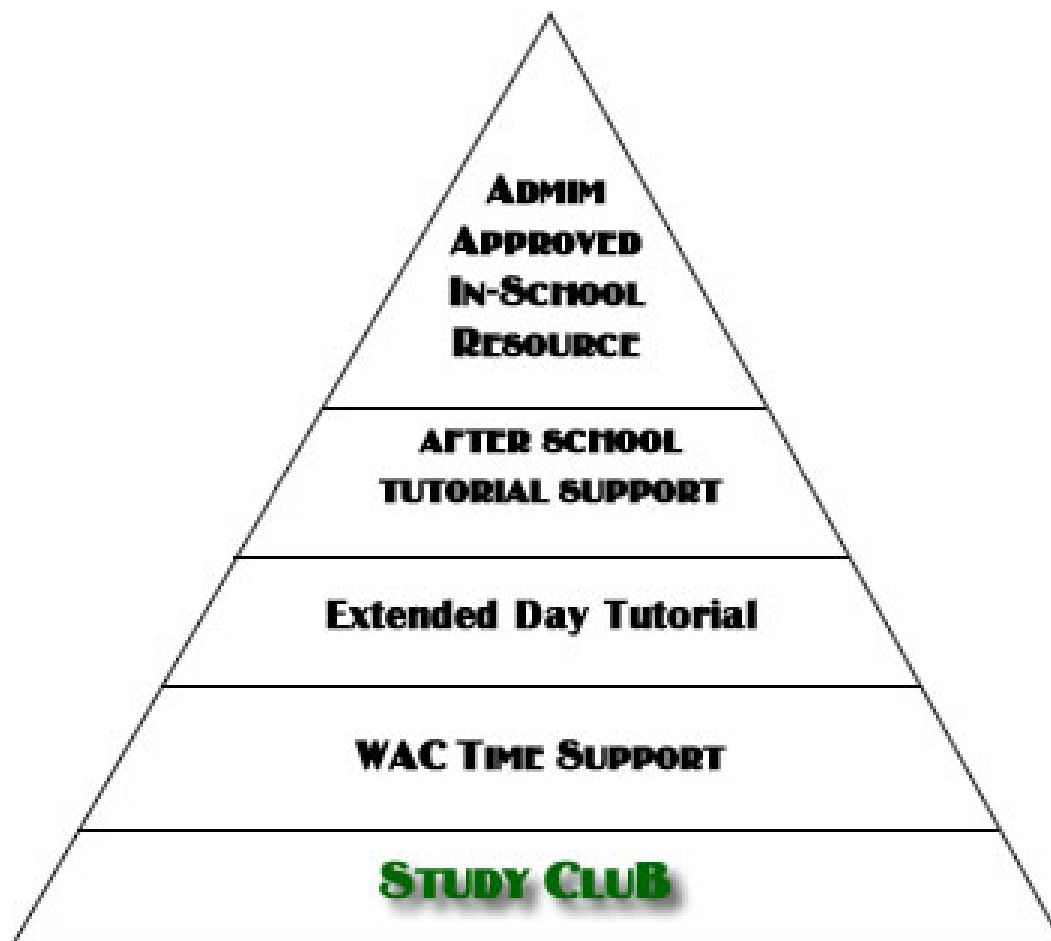 Admim
Approved
In-School
Resource
after school
tutorial support
Extended Day Tutorial
WAC Time Support
Study CluB